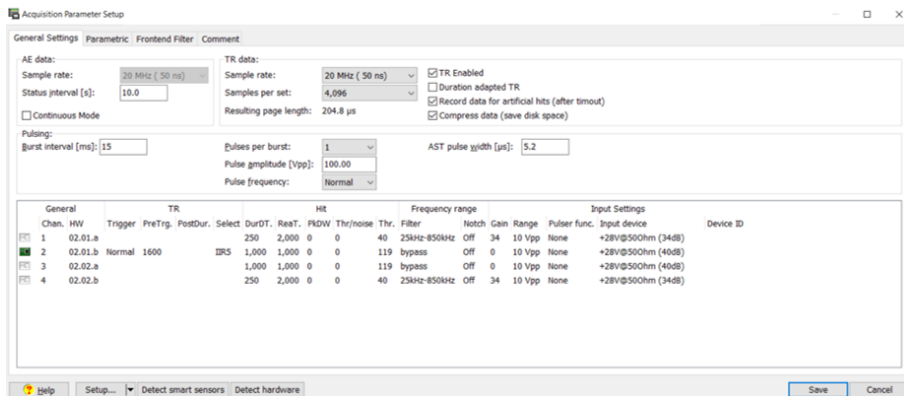 Acquisition Parameter Setup
General Settings Parametric Frontend Filter Comment
AE data:
Sample rate: 20 MHz ( 50 ns)
Status interval [s]: 10.0
Continuous Mode
TR data:
Sample rate: 20 MHz ( 50 ns)
Samples per set: 4,096
Resulting page length: 204.8 µs
TR Enabled
Duration adapted TR
Record data for artificial hits (after timout)
Compress data (save disk space)
Pulsing:
Burst interval [ms]: 15
Pulses per burst: 1
Pulse amplitude [Vpp]: 100.00
Pulse frequency: Normal
AST pulse width [µs]: 5.2
General TR Hit Frequency range Input Settings
Chan. HW Trigger PreTrg. PostDur. Select DurDT. ReaT. PkDW Thr/noise Thr. Filter Notch Gain Range Pulser func. Input device Device ID
1 02.01.a 250 2,000 0 0 40 25kHz-850kHz Off 34 10 Vpp None +28V@50Ohm (34dB)
2 02.01.b Normal 1600 IIR5 1,000 1,000 0 0 119 bypass Off 0 10 Vpp None +28V@50Ohm (40dB)
3 02.02.a 1,000 1,000 0 0 119 bypass Off 0 10 Vpp None +28V@50Ohm (40dB)
4 02.02.b 250 2,000 0 0 40 25kHz-850kHz Off 34 10 Vpp None +28V@50Ohm (34dB)
Help Setup... Detect smart sensors Detect hardware Save Cancel